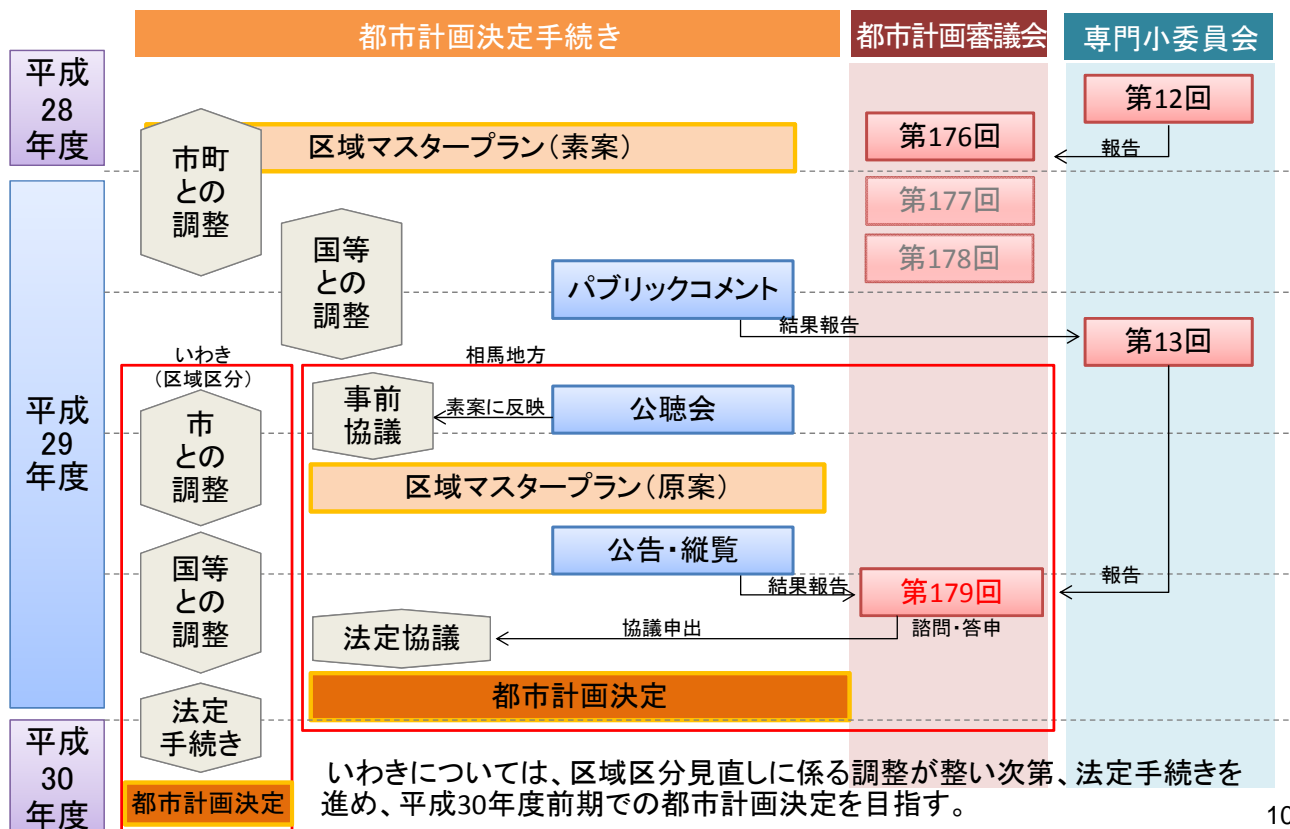 都市計画決定手続き
都市計画審議会
専門小委員会
平成
28
年度
市町
との
調整
区域マスタープラン（素案）
第176回
第12回
報告
第177回
第178回
平成
29
年度
国等
との
調整
パブリックコメント
結果報告
第13回
いわき
（区域区分）
相馬地方
市
との
調整
事前
協議
素案に反映
公聴会
区域マスタープラン（原案）
国等
との
調整
公告・縦覧
結果報告
第179回
諮問・答申
報告
法定協議
協議申出
都市計画決定
法定
手続き
平成
30
年度
都市計画決定
いわきについては、区域区分見直しに係る調整が整い次第、法定手続きを
進め、平成30年度前期での都市計画決定を目指す。
10